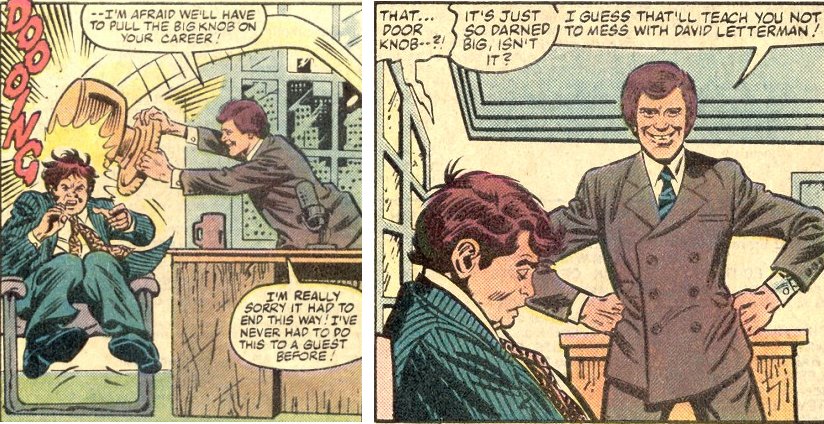 --I'M AFRAID WE'LL HAVE
TO PULL THE BIG KNOB ON
YOUR CAREER!
DOOOING
I'M REALLY
SORRY IT HAD TO
END THIS WAY! I'VE
NEVER HAD TO DO
THIS TO A GUEST
BEFORE!
THAT...
DOOR
KNOB--?!
IT'S JUST
SO DARNED
BIG, ISN'T
IT?
I GUESS THAT'LL TEACH YOU NOT
TO MESS WITH DAVID LETTERMAN!